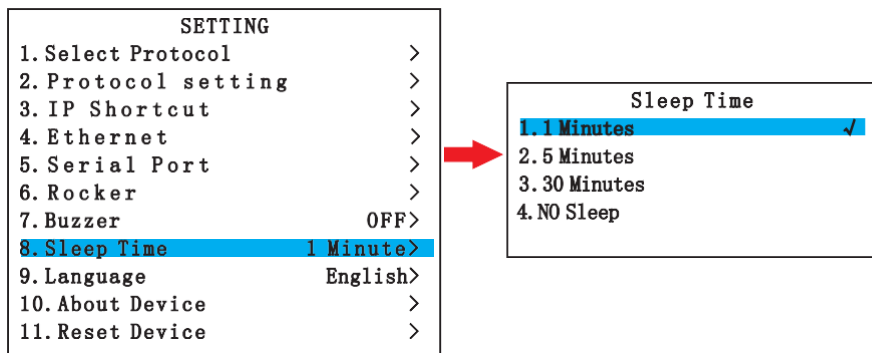 SETTING
1.Select Protocol >
2.Protocol setting >
3.IP Shortcut >
4.Ethernet >
5.Serial Port >
6.Rocker >
7.Buzzer OFF>
8.Sleep Time 1 Minute>
9.Language English>
10.About Device >
11.Reset Device >
Sleep Time
1.1 Minutes √
2.5 Minutes
3.30 Minutes
4.NO Sleep